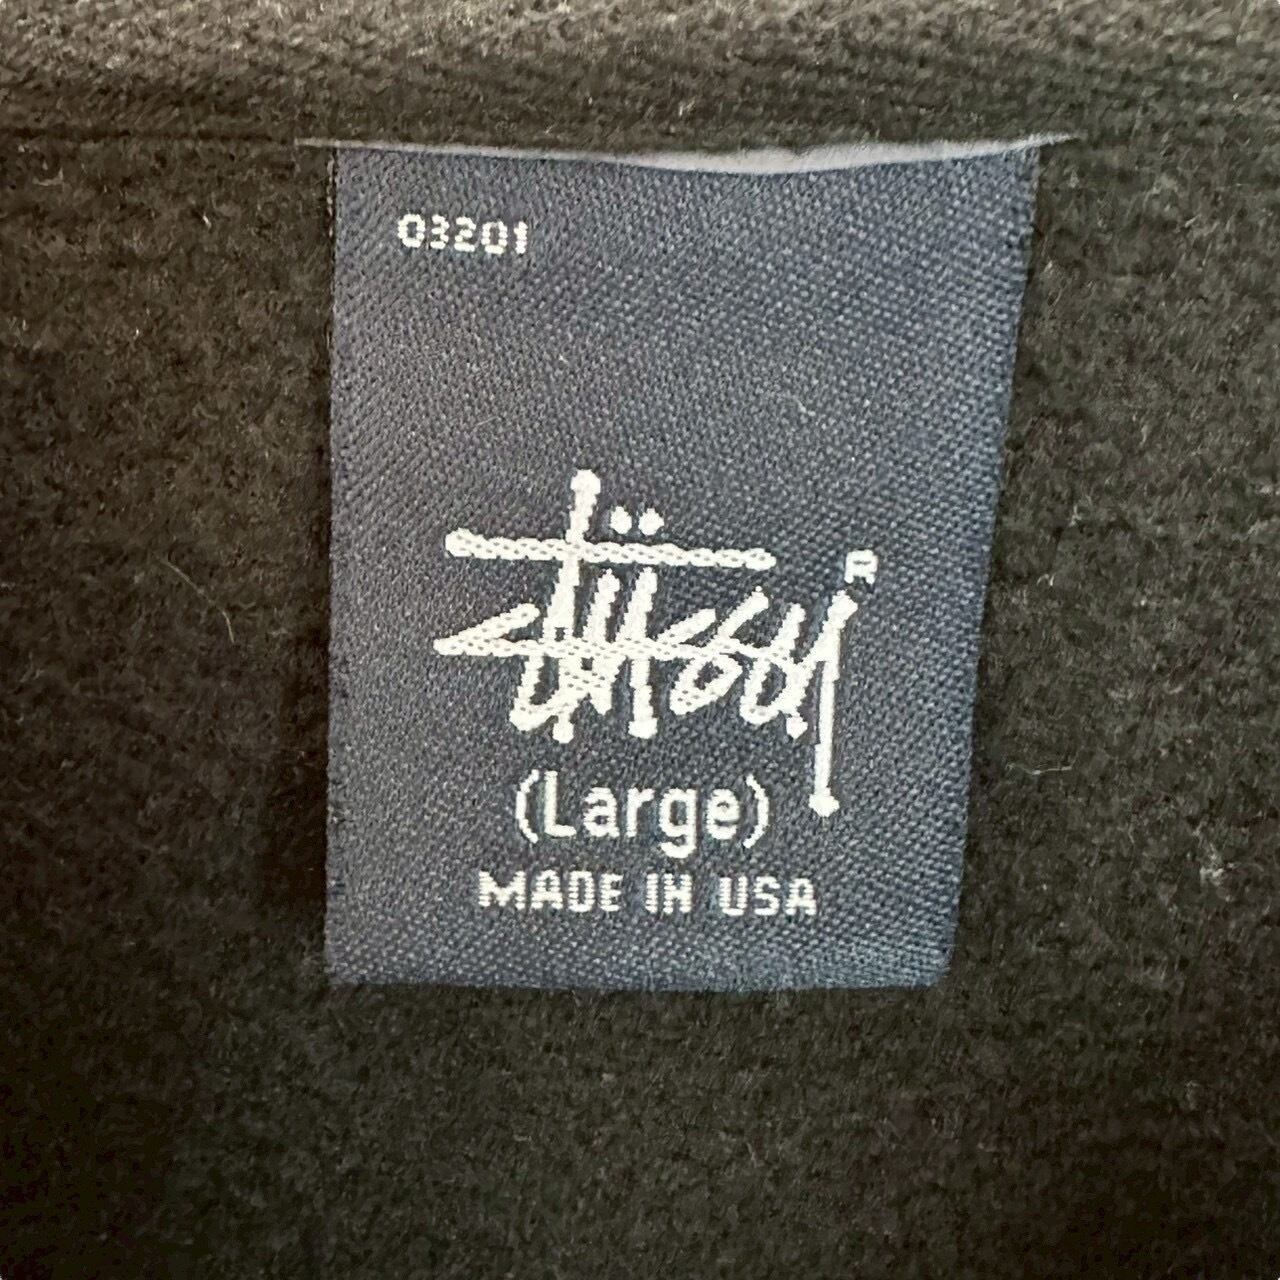 03201
Stüssy®
(Large)
MADE IN USA